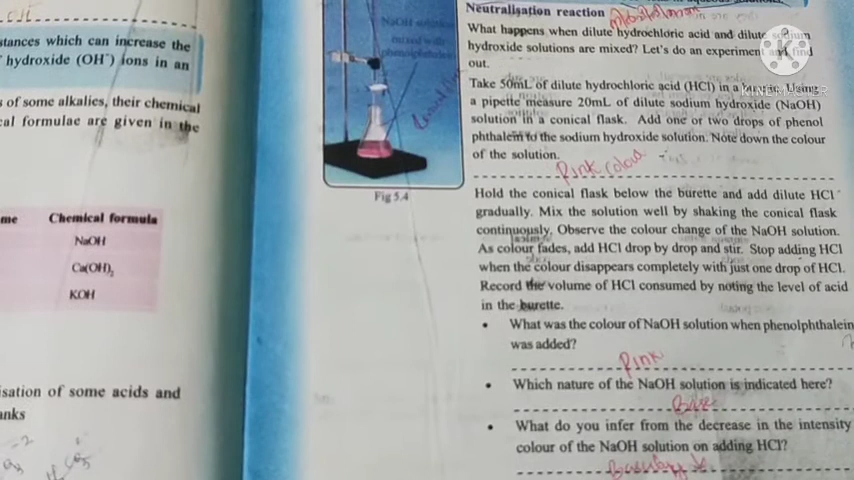 stances which can increase the
hydroxide (OH⁻) ions in an
s of some alkalies, their chemical
cal formulae are given in the
me Chemical formula
NaOH
Ca(OH)₂
KOH
isation of some acids and
anks
NaOH solution
mixed with
phenolphthalein
Fig 5.4
Neutralisation reaction
What happens when dilute hydrochloric acid and dilute sodium
hydroxide solutions are mixed? Let's do an experiment and find
out.
KINEMASTER
Take 50mL of dilute hydrochloric acid (HCl) in a burette. Using
a pipette measure 20mL of dilute sodium hydroxide (NaOH)
solution in a conical flask. Add one or two drops of phenol
phthalein to the sodium hydroxide solution. Note down the colour
of the solution.
Pink colour
Hold the conical flask below the burette and add dilute HCl
gradually. Mix the solution well by shaking the conical flask
continuously. Observe the colour change of the NaOH solution.
As colour fades, add HCl drop by drop and stir. Stop adding HCl
when the colour disappears completely with just one drop of HCl.
Record the volume of HCl consumed by noting the level of acid
in the burette.
• What was the colour of NaOH solution when phenolphthalein
was added?
Pink
• Which nature of the NaOH solution is indicated here?
Base
• What do you infer from the decrease in the intensity
colour of the NaOH solution on adding HCl?